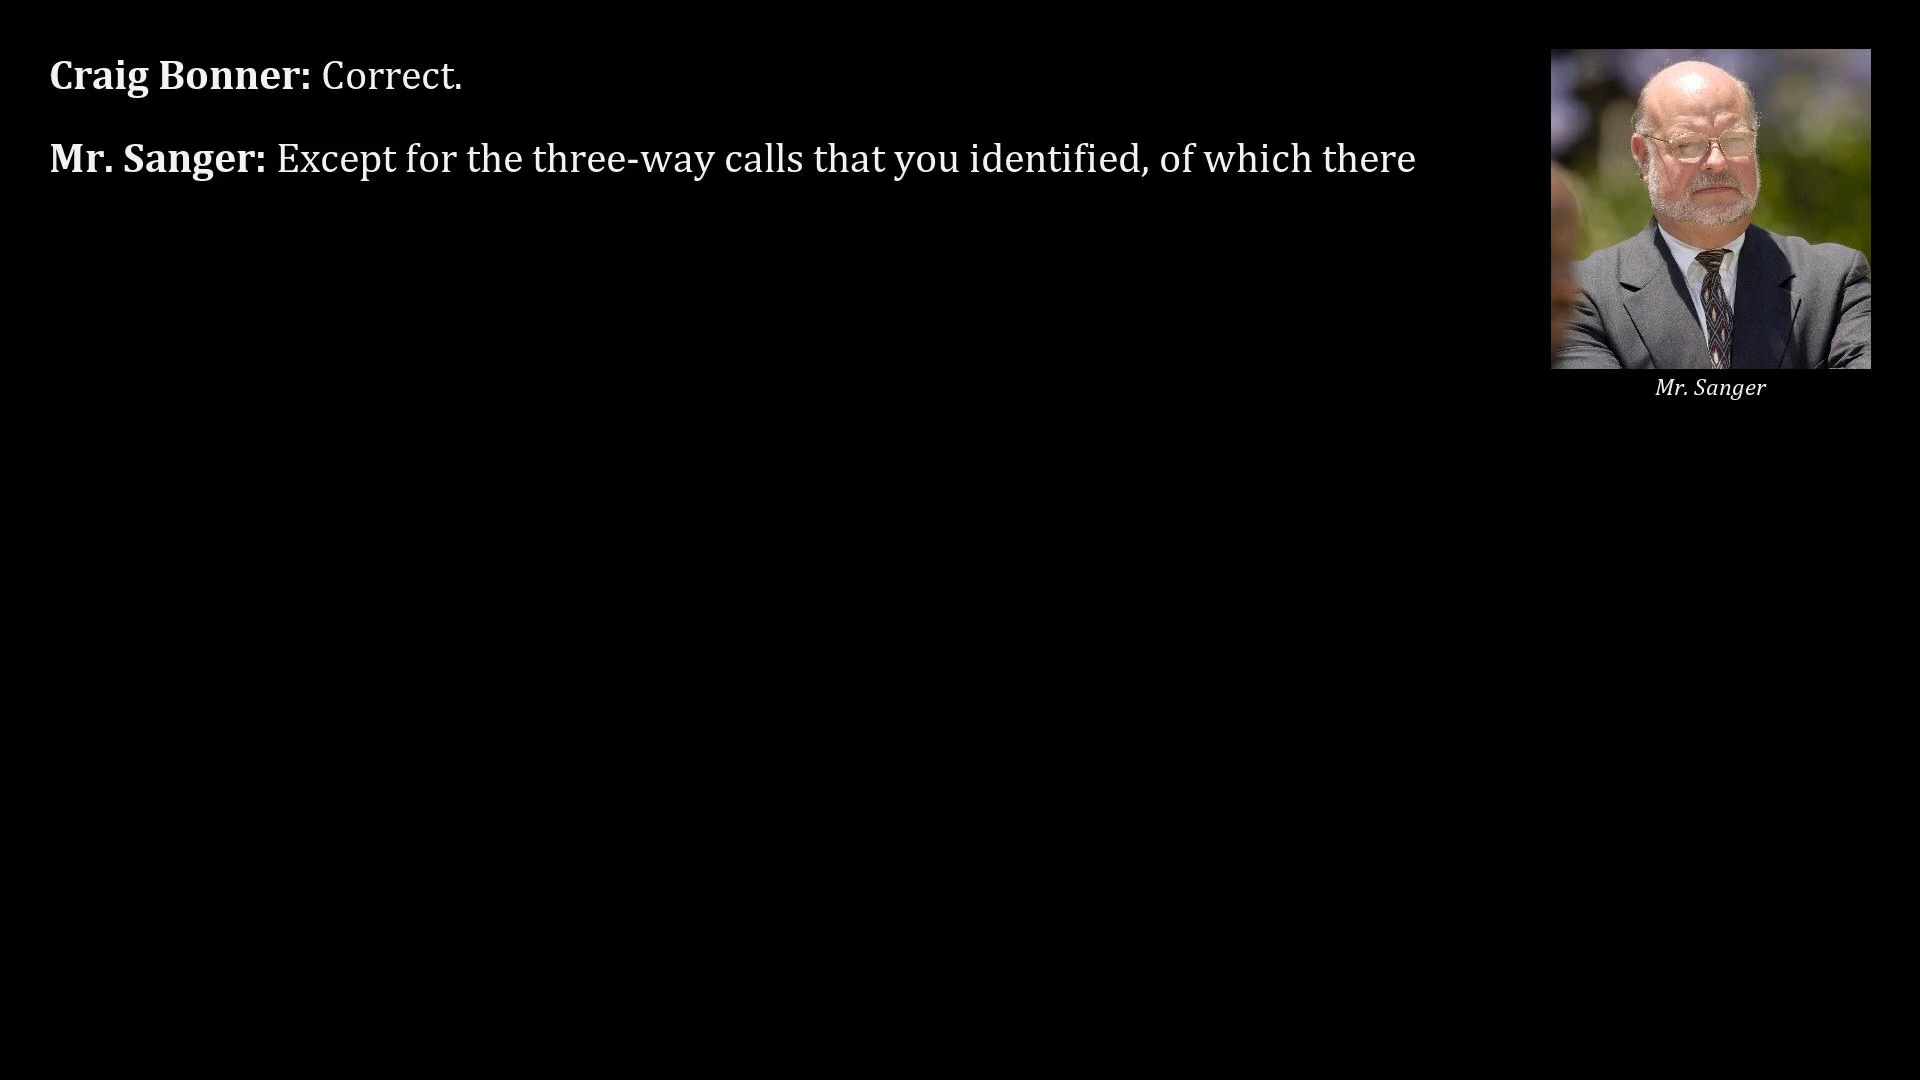 Craig Bonner: Correct.
Mr. Sanger: Except for the three-way calls that you identified, of which there
Mr. Sanger